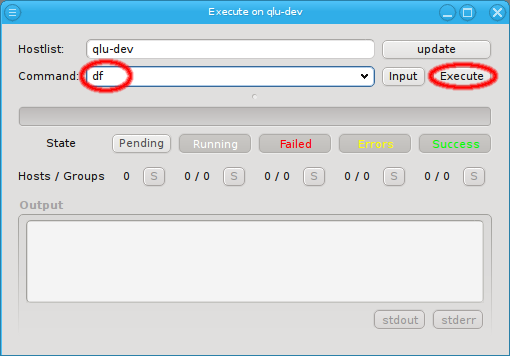 Execute on qlu-dev
Hostlist: qlu-dev update
Command: df Input Execute
State Pending Running Failed Errors Success
Hosts / Groups 0 S 0 / 0 S 0 / 0 S 0 / 0 S 0 / 0 S
Output
stdout stderr